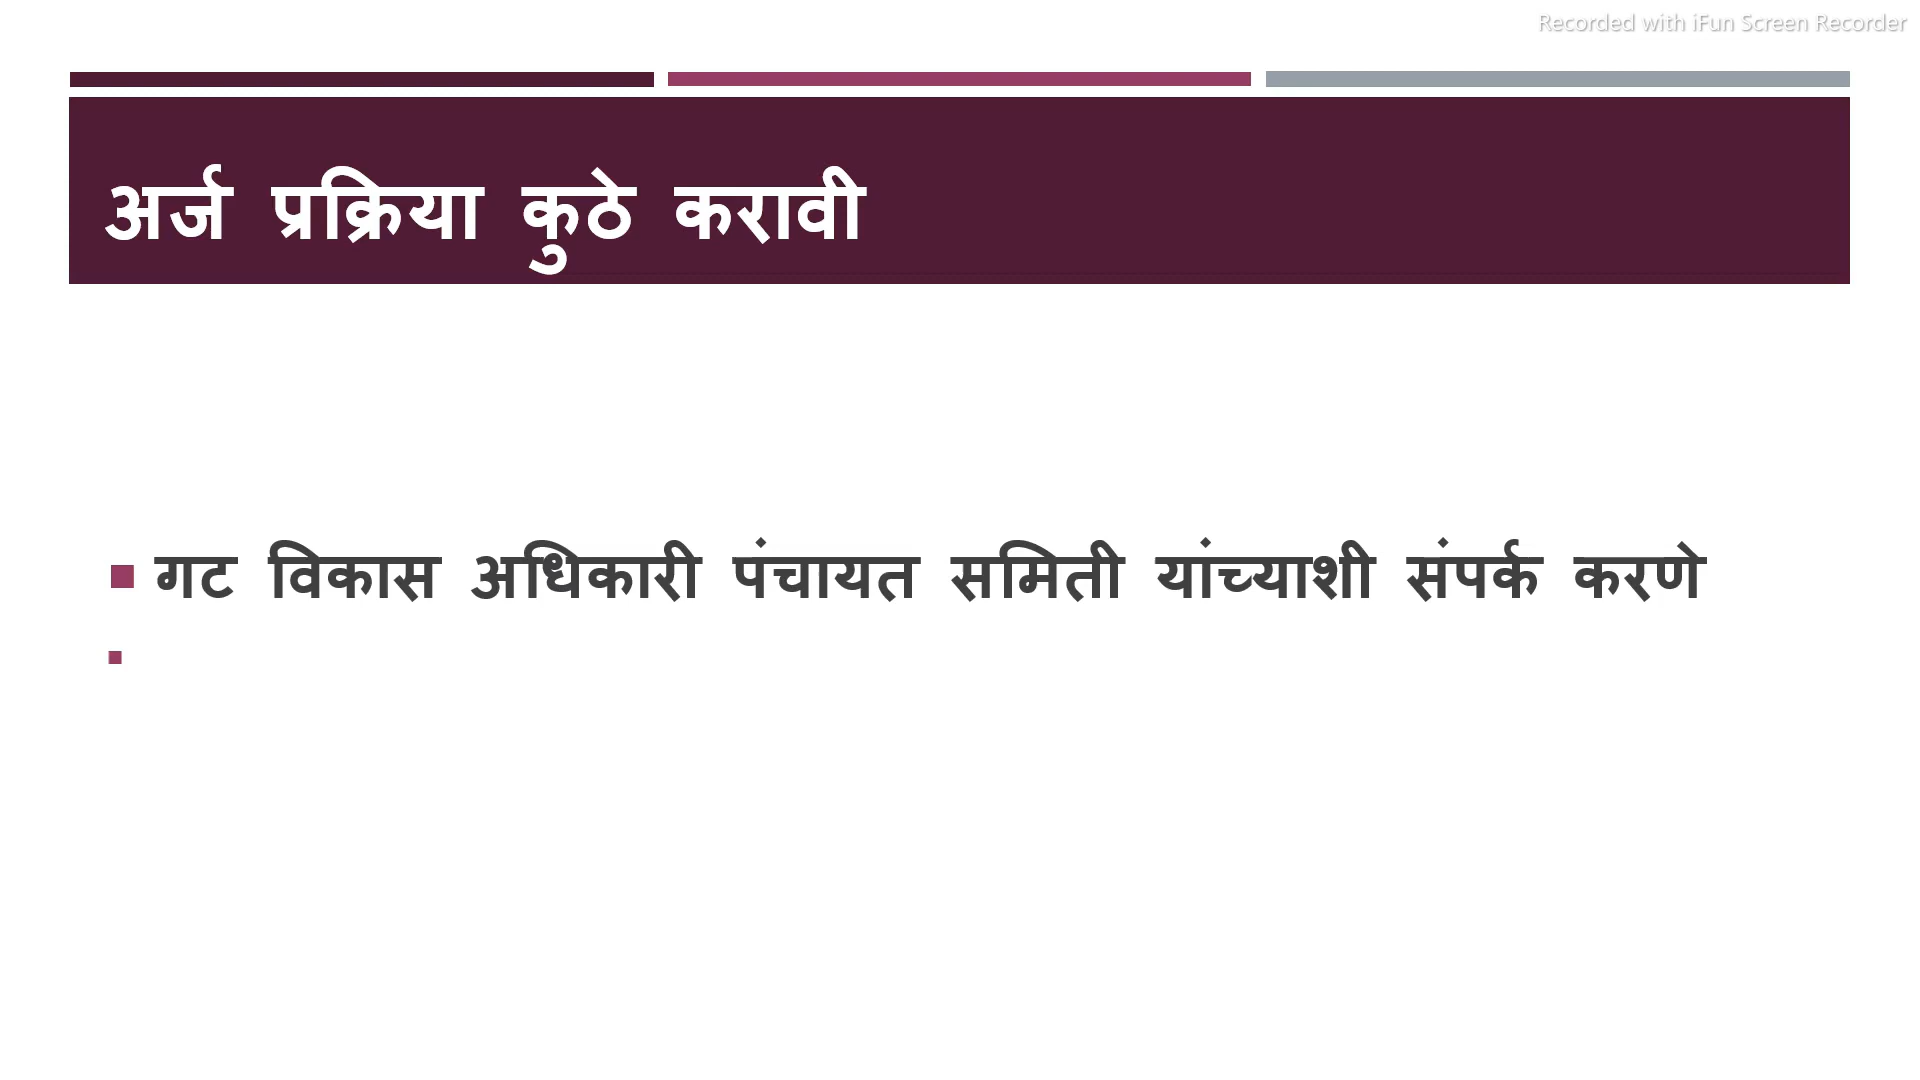 Recorded with iFun Screen Recorder
अर्ज प्रक्रिया कुठे करावी
गट विकास अधिकारी पंचायत समिती यांच्याशी संपर्क करणे